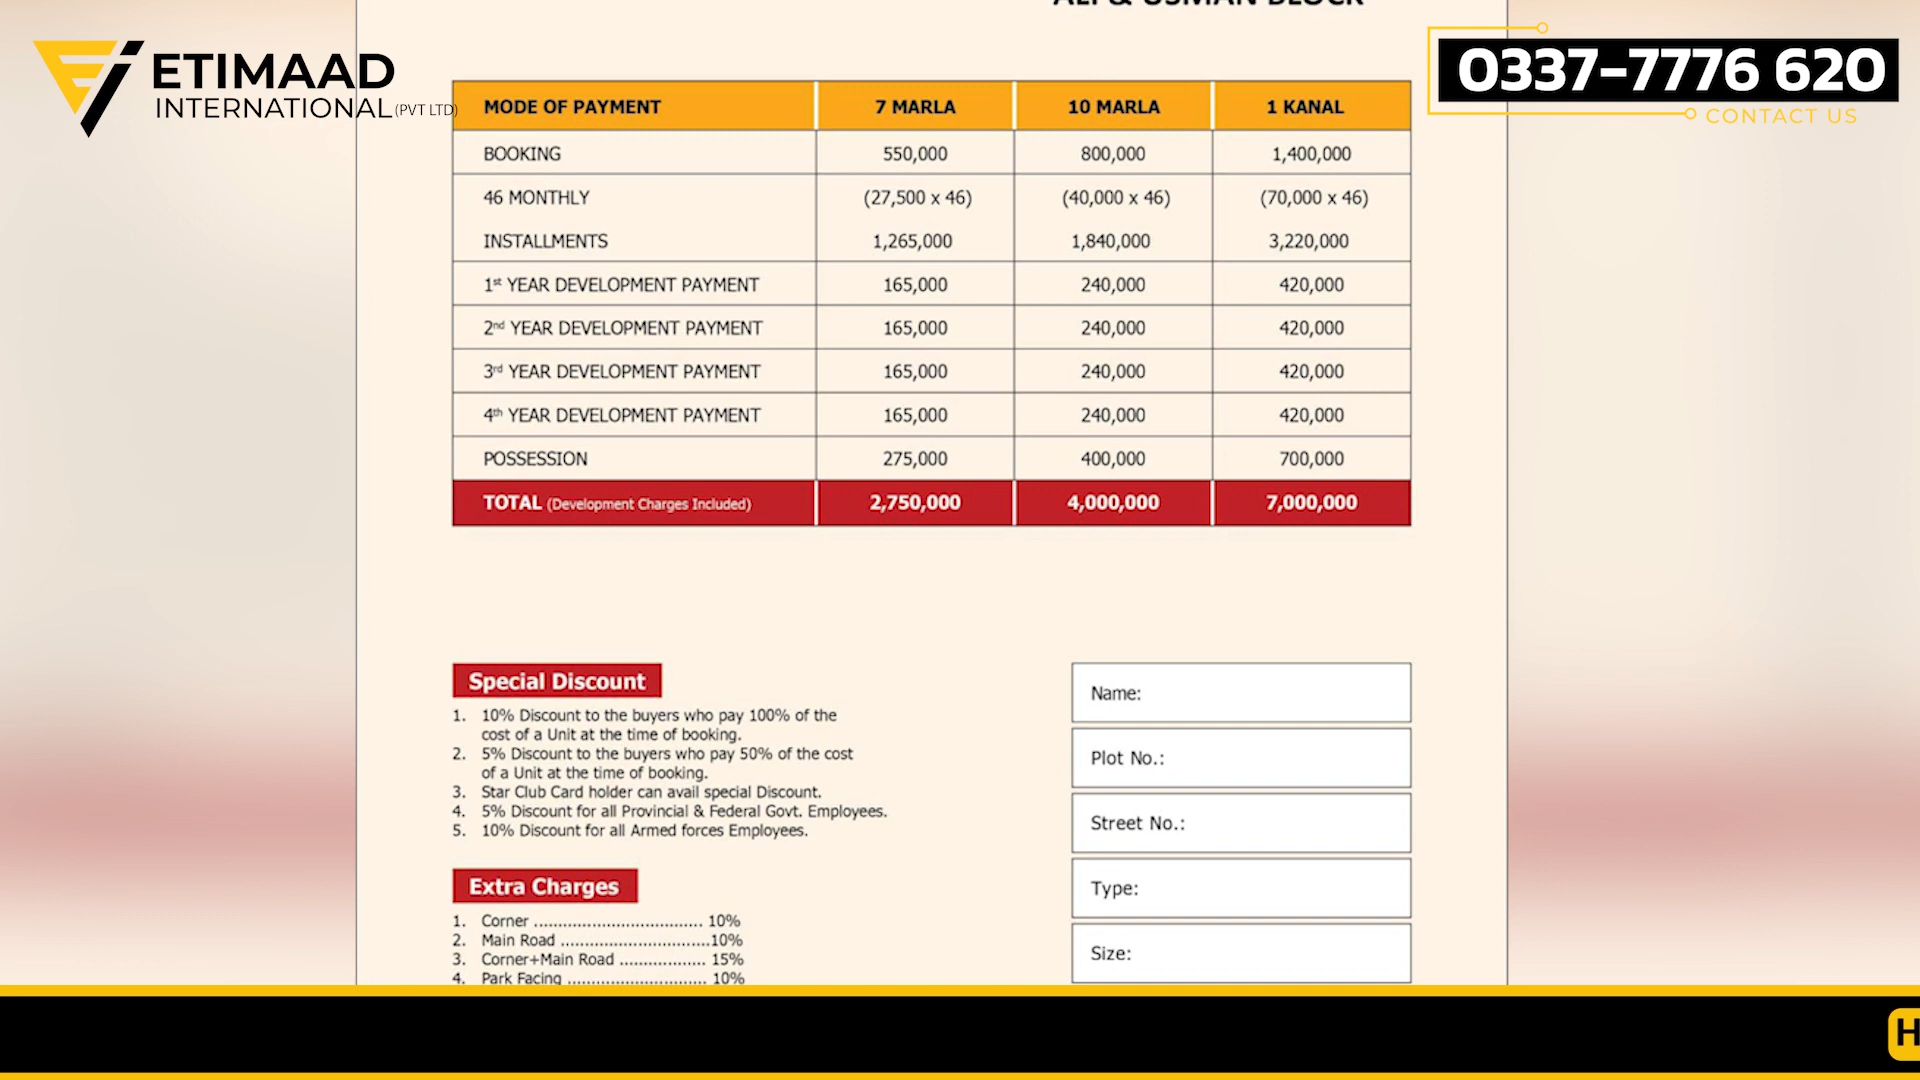 ALI & USMAN BLOCK
ETIMAAD
INTERNATIONAL (PVT LTD)
0337-7776 620
CONTACT US
MODE OF PAYMENT 7 MARLA 10 MARLA 1 KANAL
BOOKING 550,000 800,000 1,400,000
46 MONTHLY (27,500 x 46) (40,000 x 46) (70,000 x 46)
INSTALLMENTS 1,265,000 1,840,000 3,220,000
1st YEAR DEVELOPMENT PAYMENT 165,000 240,000 420,000
2nd YEAR DEVELOPMENT PAYMENT 165,000 240,000 420,000
3rd YEAR DEVELOPMENT PAYMENT 165,000 240,000 420,000
4th YEAR DEVELOPMENT PAYMENT 165,000 240,000 420,000
POSSESSION 275,000 400,000 700,000
TOTAL (Development Charges Included) 2,750,000 4,000,000 7,000,000
Special Discount
1. 10% Discount to the buyers who pay 100% of the
cost of a Unit at the time of booking.
2. 5% Discount to the buyers who pay 50% of the cost
of a Unit at the time of booking.
3. Star Club Card holder can avail special Discount.
4. 5% Discount for all Provincial & Federal Govt. Employees.
5. 10% Discount for all Armed forces Employees.
Extra Charges
1. Corner ................................... 10%
2. Main Road ...............................10%
3. Corner+Main Road .................. 15%
4. Park Facing ............................. 10%
Name:
Plot No.:
Street No.:
Type:
Size:
H